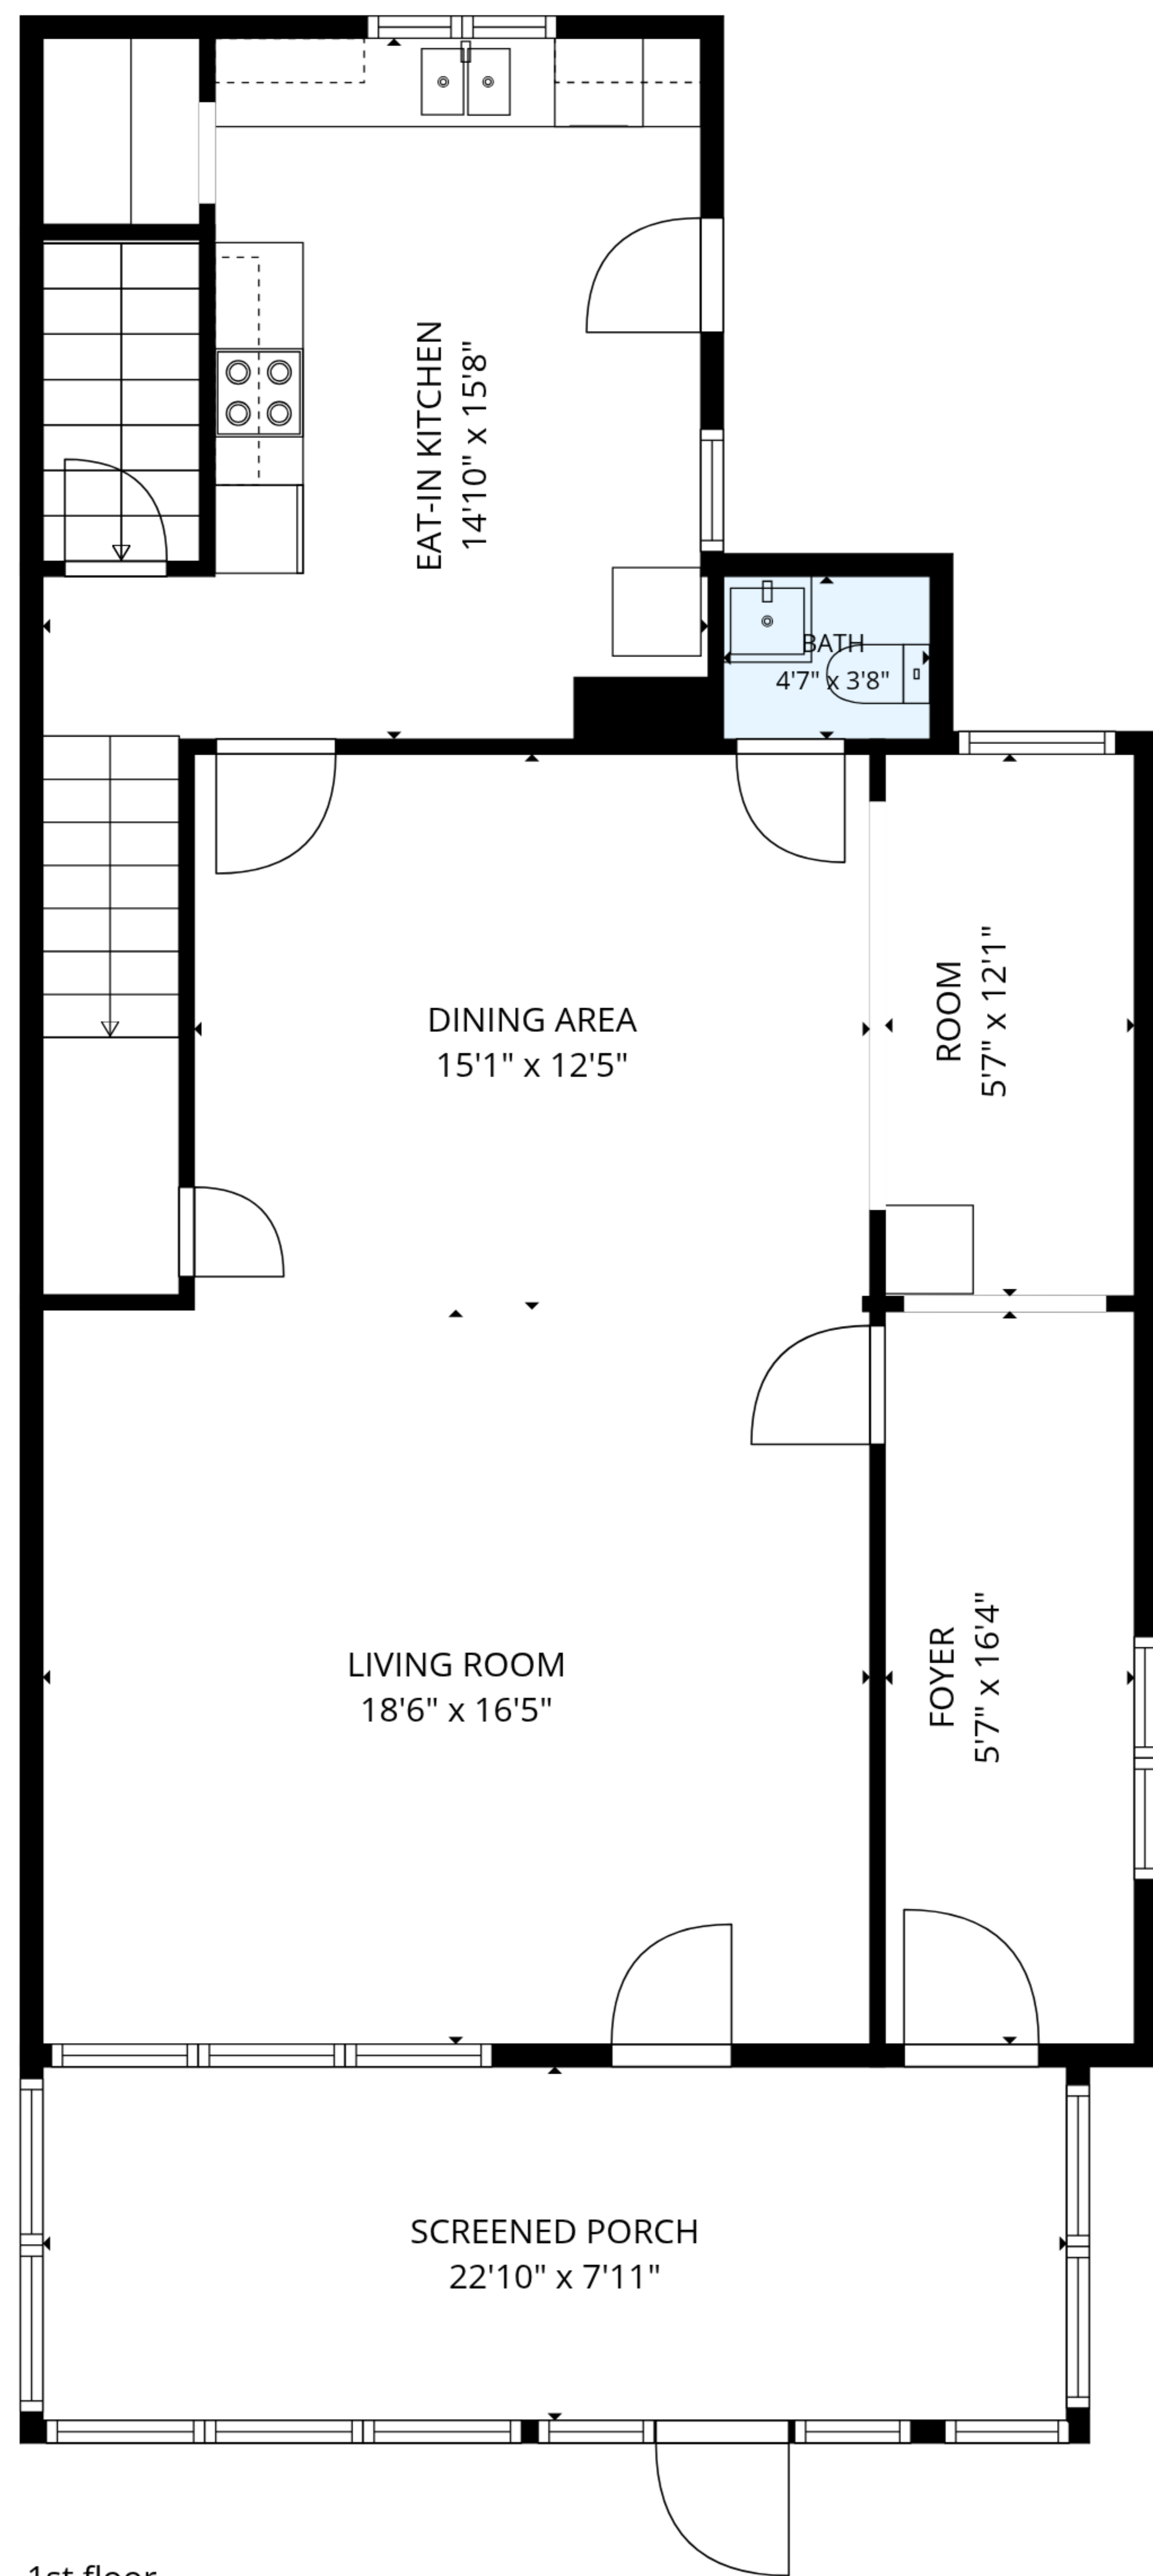 EAT-IN KITCHEN
14'10" x 15'8"
BATH
4'7" x 3'8"
DINING AREA
15'1" x 12'5"
ROOM
5'7" x 12'1"
LIVING ROOM
18'6" x 16'5"
FOYER
5'7" x 16'4"
SCREENED PORCH
22'10" x 7'11"
1st floor